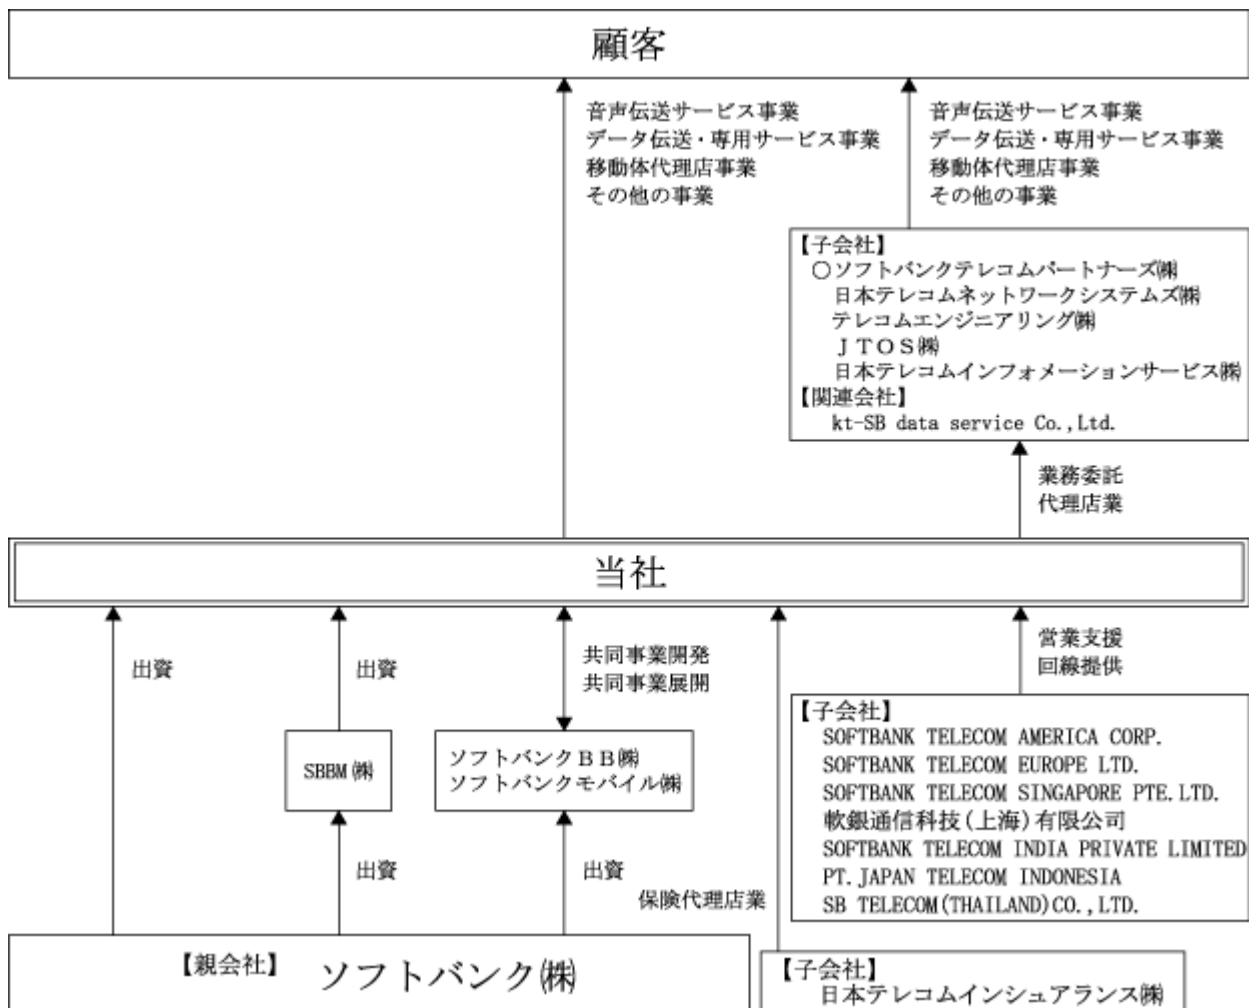 顧客
音声伝送サービス事業
データ伝送・専用サービス事業
移動体代理店事業
その他の事業
音声伝送サービス事業
データ伝送・専用サービス事業
移動体代理店事業
その他の事業
【子会社】
○ソフトバンクテレコムパートナーズ㈱
日本テレコムネットワークシステムズ㈱
テレコムエンジニアリング㈱
ＪＴＯＳ㈱
日本テレコムインフォメーションサービス㈱
【関連会社】
kt-SB data service Co.,Ltd.
業務委託
代理店業
当社
出資
出資
共同事業開発
共同事業展開
営業支援
回線提供
SBBM㈱
ソフトバンクＢＢ㈱
ソフトバンクモバイル㈱
【子会社】
SOFTBANK TELECOM AMERICA CORP.
SOFTBANK TELECOM EUROPE LTD.
SOFTBANK TELECOM SINGAPORE PTE.LTD.
軟銀通信科技(上海)有限公司
SOFTBANK TELECOM INDIA PRIVATE LIMITED
PT.JAPAN TELECOM INDONESIA
SB TELECOM(THAILAND)CO.,LTD.
出資
出資
保険代理店業
【親会社】 ソフトバンク㈱
【子会社】
日本テレコムインシュアランス㈱